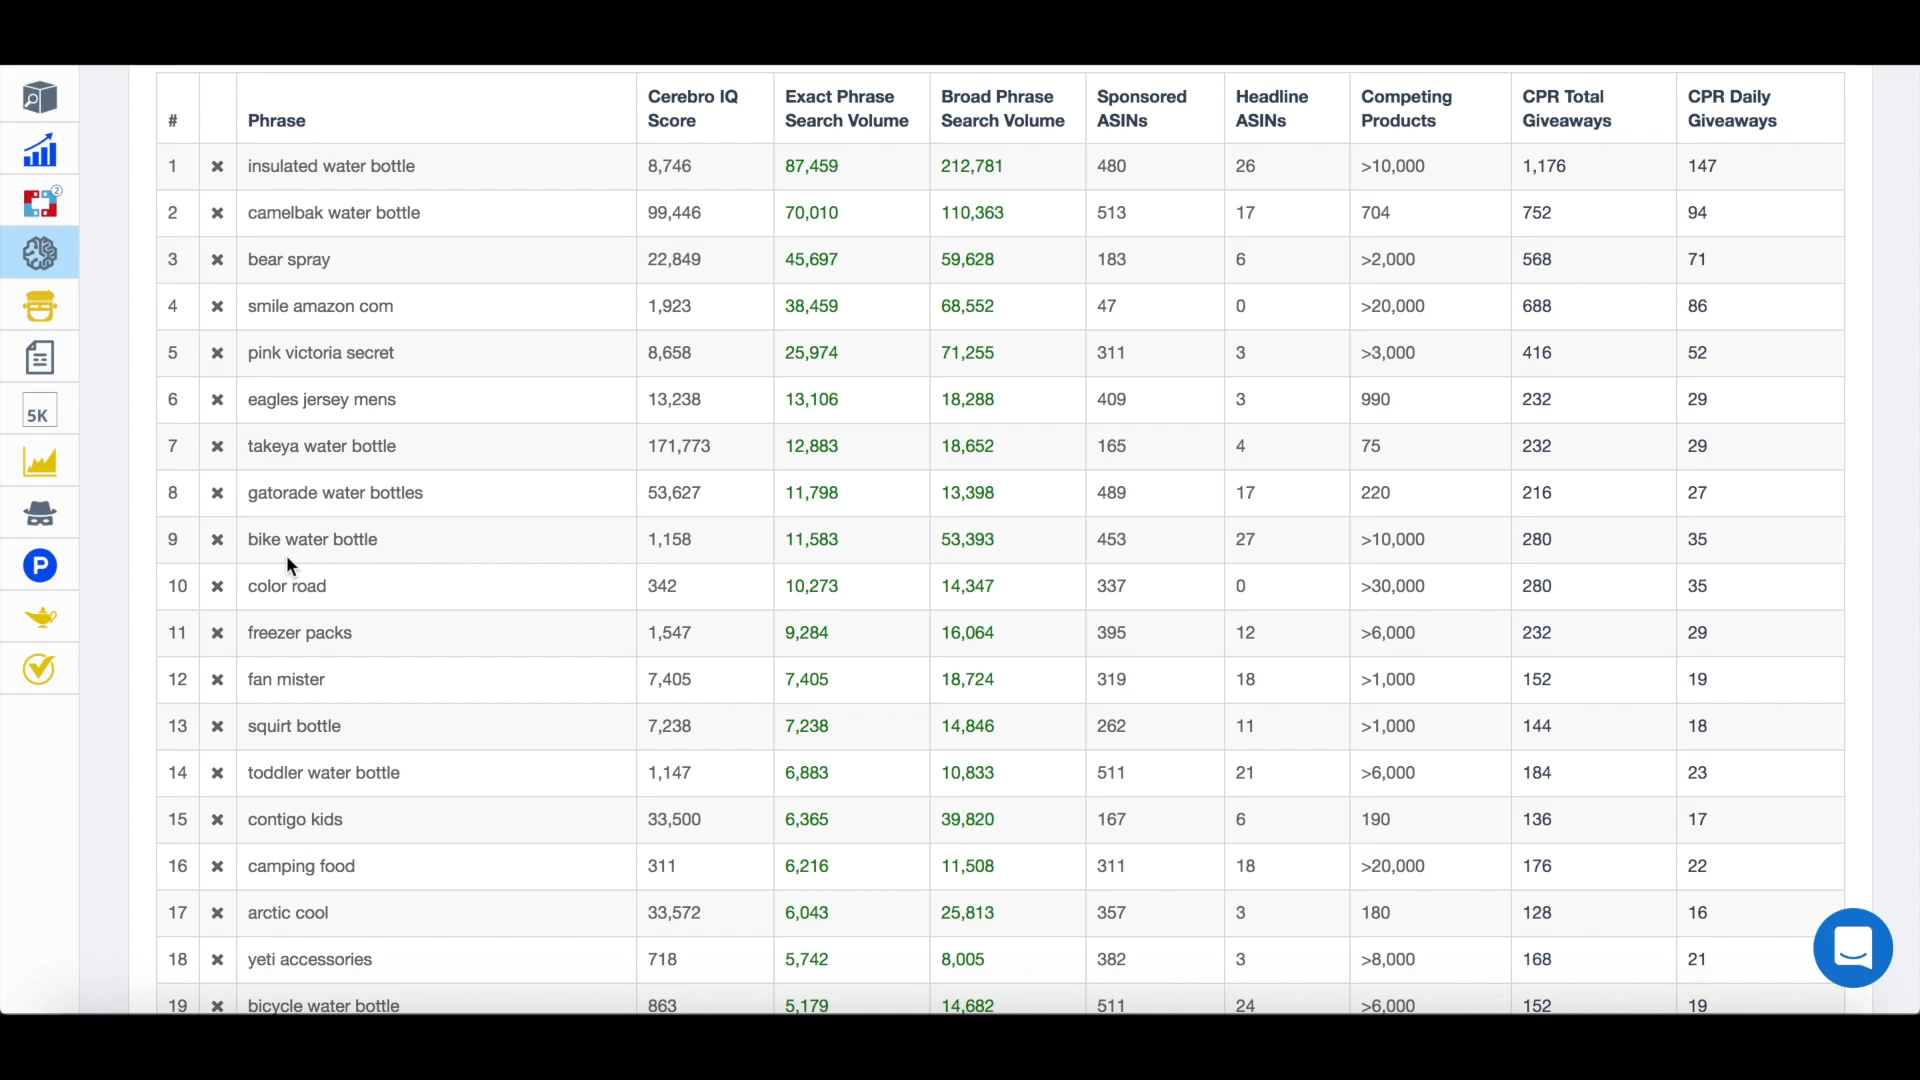 # Phrase Cerebro IQ Score Exact Phrase Search Volume Broad Phrase Search Volume Sponsored ASINs Headline ASINs Competing Products CPR Total Giveaways CPR Daily Giveaways
1 ✖ insulated water bottle 8,746 87,459 212,781 480 26 >10,000 1,176 147
2 ✖ camelbak water bottle 99,446 70,010 110,363 513 17 704 752 94
3 ✖ bear spray 22,849 45,697 59,628 183 6 >2,000 568 71
4 ✖ smile amazon com 1,923 38,459 68,552 47 0 >20,000 688 86
5 ✖ pink victoria secret 8,658 25,974 71,255 311 3 >3,000 416 52
6 ✖ eagles jersey mens 13,238 13,106 18,288 409 3 990 232 29
7 ✖ takeya water bottle 171,773 12,883 18,652 165 4 75 232 29
8 ✖ gatorade water bottles 53,627 11,798 13,398 489 17 220 216 27
9 ✖ bike water bottle 1,158 11,583 53,393 453 27 >10,000 280 35
10 ✖ color road 342 10,273 14,347 337 0 >30,000 280 35
11 ✖ freezer packs 1,547 9,284 16,064 395 12 >6,000 232 29
12 ✖ fan mister 7,405 7,405 18,724 319 18 >1,000 152 19
13 ✖ squirt bottle 7,238 7,238 14,846 262 11 >1,000 144 18
14 ✖ toddler water bottle 1,147 6,883 10,833 511 21 >6,000 184 23
15 ✖ contigo kids 33,500 6,365 39,820 167 6 190 136 17
16 ✖ camping food 311 6,216 11,508 311 18 >20,000 176 22
17 ✖ arctic cool 33,572 6,043 25,813 357 3 180 128 16
18 ✖ yeti accessories 718 5,742 8,005 382 3 >8,000 168 21
19 ✖ bicycle water bottle 863 5,179 14,682 511 24 >6,000 152 19
2
5K
P